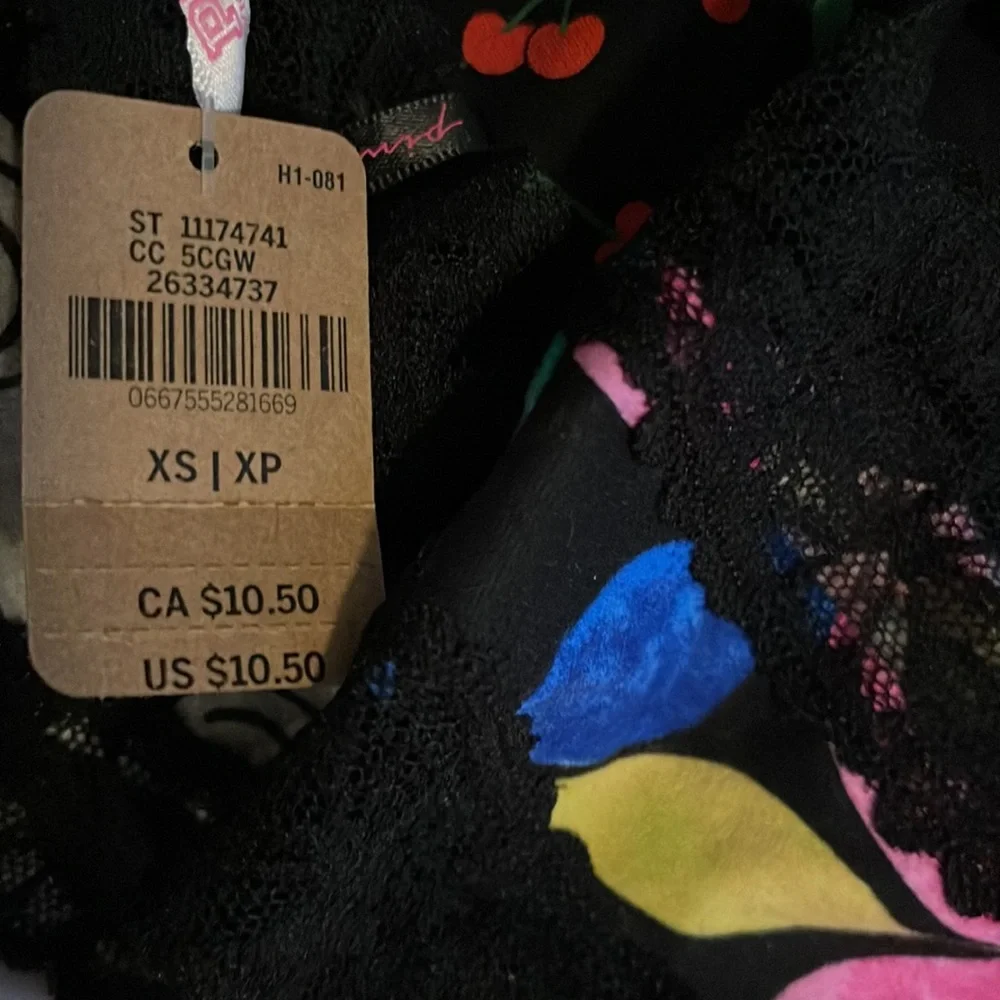 P
H1-081
ST 11174741
CC 5CGW
26334737
0667555281669
XS | XP
CA $10.50
US $10.50